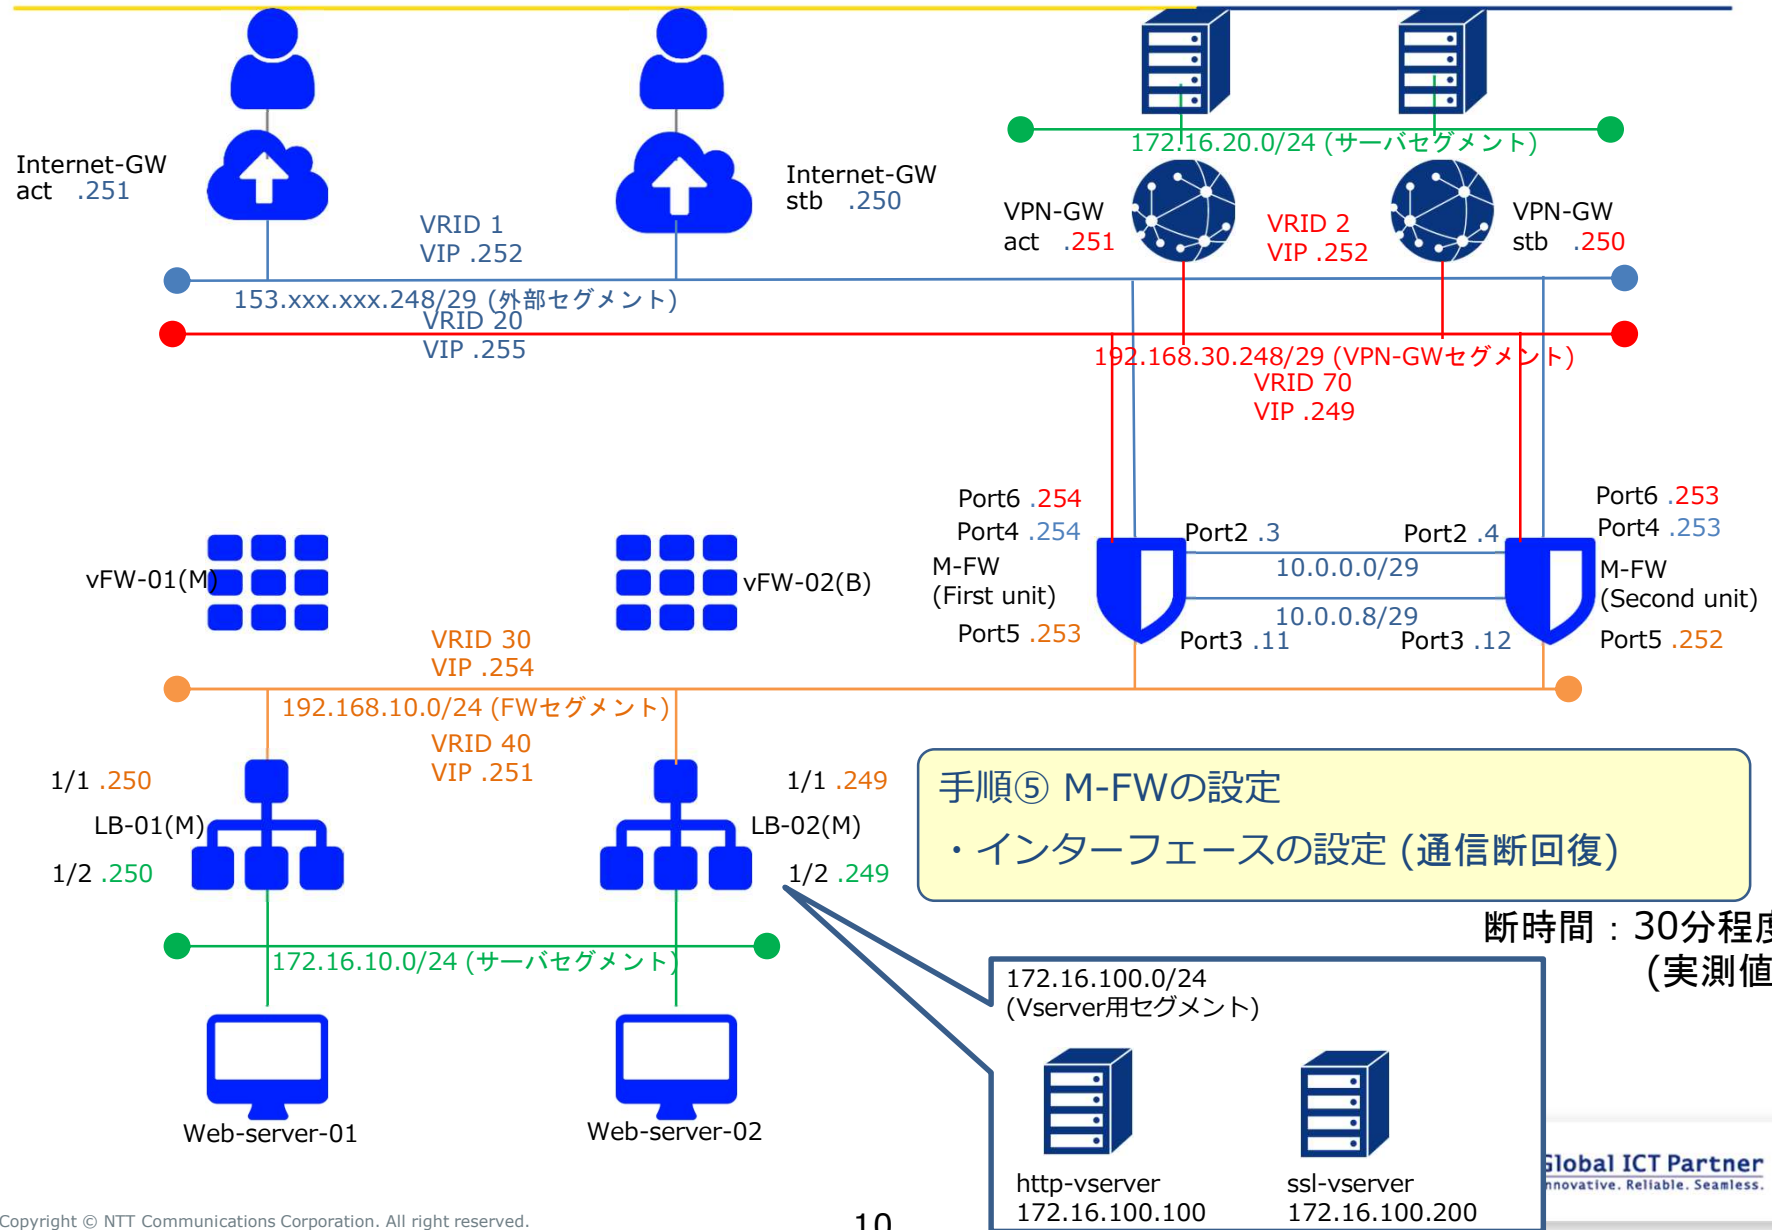 Internet-GW
act .251
Internet-GW
stb .250
VRID 1
VIP .252
172.16.20.0/24 (サーバセグメント)
VPN-GW
act .251
VRID 2
VIP .252
VPN-GW
stb .250
153.xxx.xxx.248/29 (外部セグメント)
VRID 20
VIP .255
192.168.30.248/29 (VPN-GWセグメント)
VRID 70
VIP .249
Port6 .254
Port4 .254
M-FW
(First unit)
Port5 .253
Port2 .3
Port2 .4
10.0.0.0/29
10.0.0.8/29
Port3 .11
Port3 .12
Port6 .253
Port4 .253
M-FW
(Second unit)
Port5 .252
vFW-01(M)
vFW-02(B)
VRID 30
VIP .254
192.168.10.0/24 (FWセグメント)
VRID 40
VIP .251
1/1 .250
LB-01(M)
1/2 .250
1/1 .249
LB-02(M)
1/2 .249
手順⑤ M-FWの設定
・インターフェースの設定 (通信断回復)
断時間：30分程度
(実測値
172.16.10.0/24 (サーバセグメント)
172.16.100.0/24
(Vserver用セグメント)
Web-server-01
Web-server-02
http-vserver
172.16.100.100
ssl-vserver
172.16.100.200
Global ICT Partner
Innovative. Reliable. Seamless.
Copyright © NTT Communications Corporation. All right reserved.
10